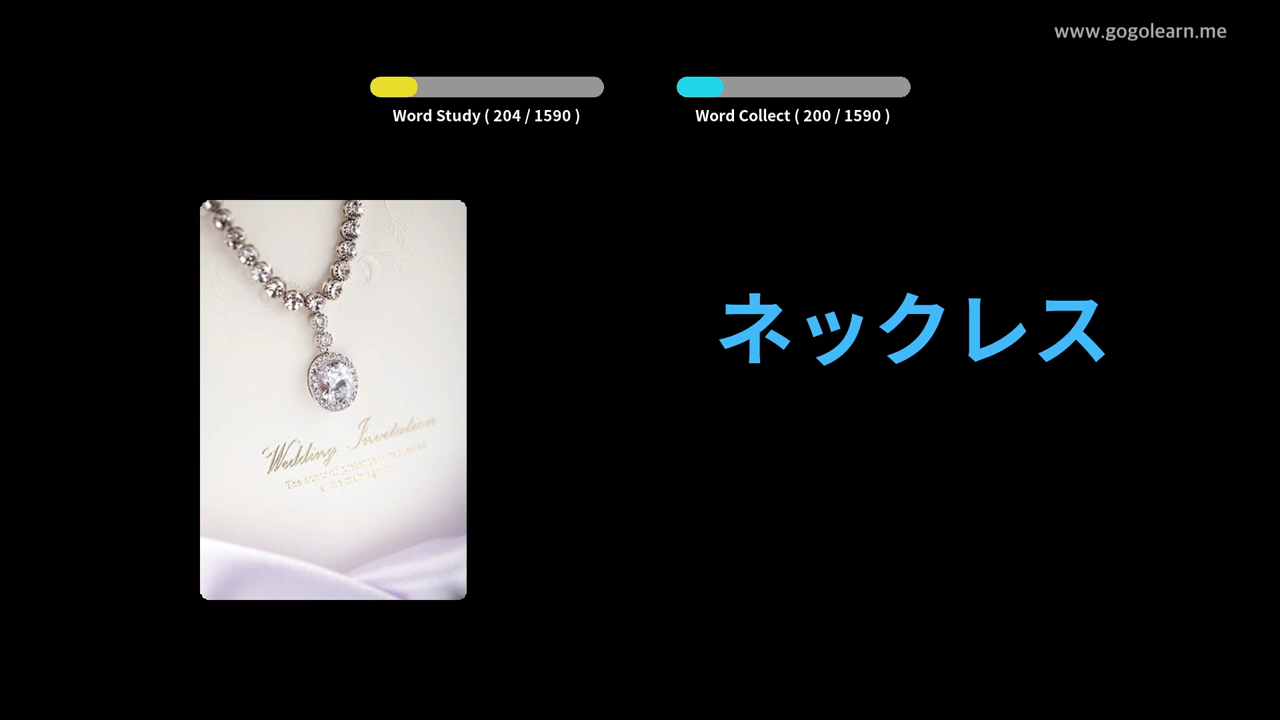 www.gogolearn.me
Word Study ( 204 / 1590 )
Word Collect ( 200 / 1590 )
ネックレス
Wedding Invitation